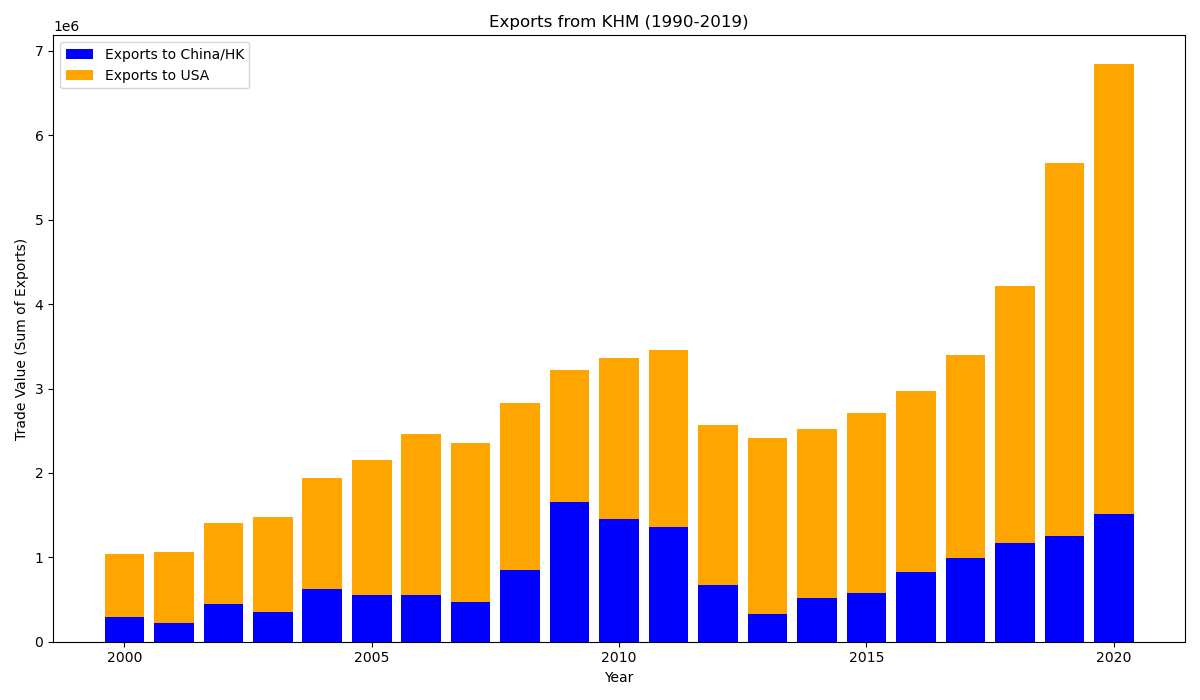 Exports from KHM (1990-2019)
1e6
Exports to China/HK
Exports to USA
7
6
5
4
3
2
1
0
Trade Value (Sum of Exports)
2000 2005 2010 2015 2020
Year